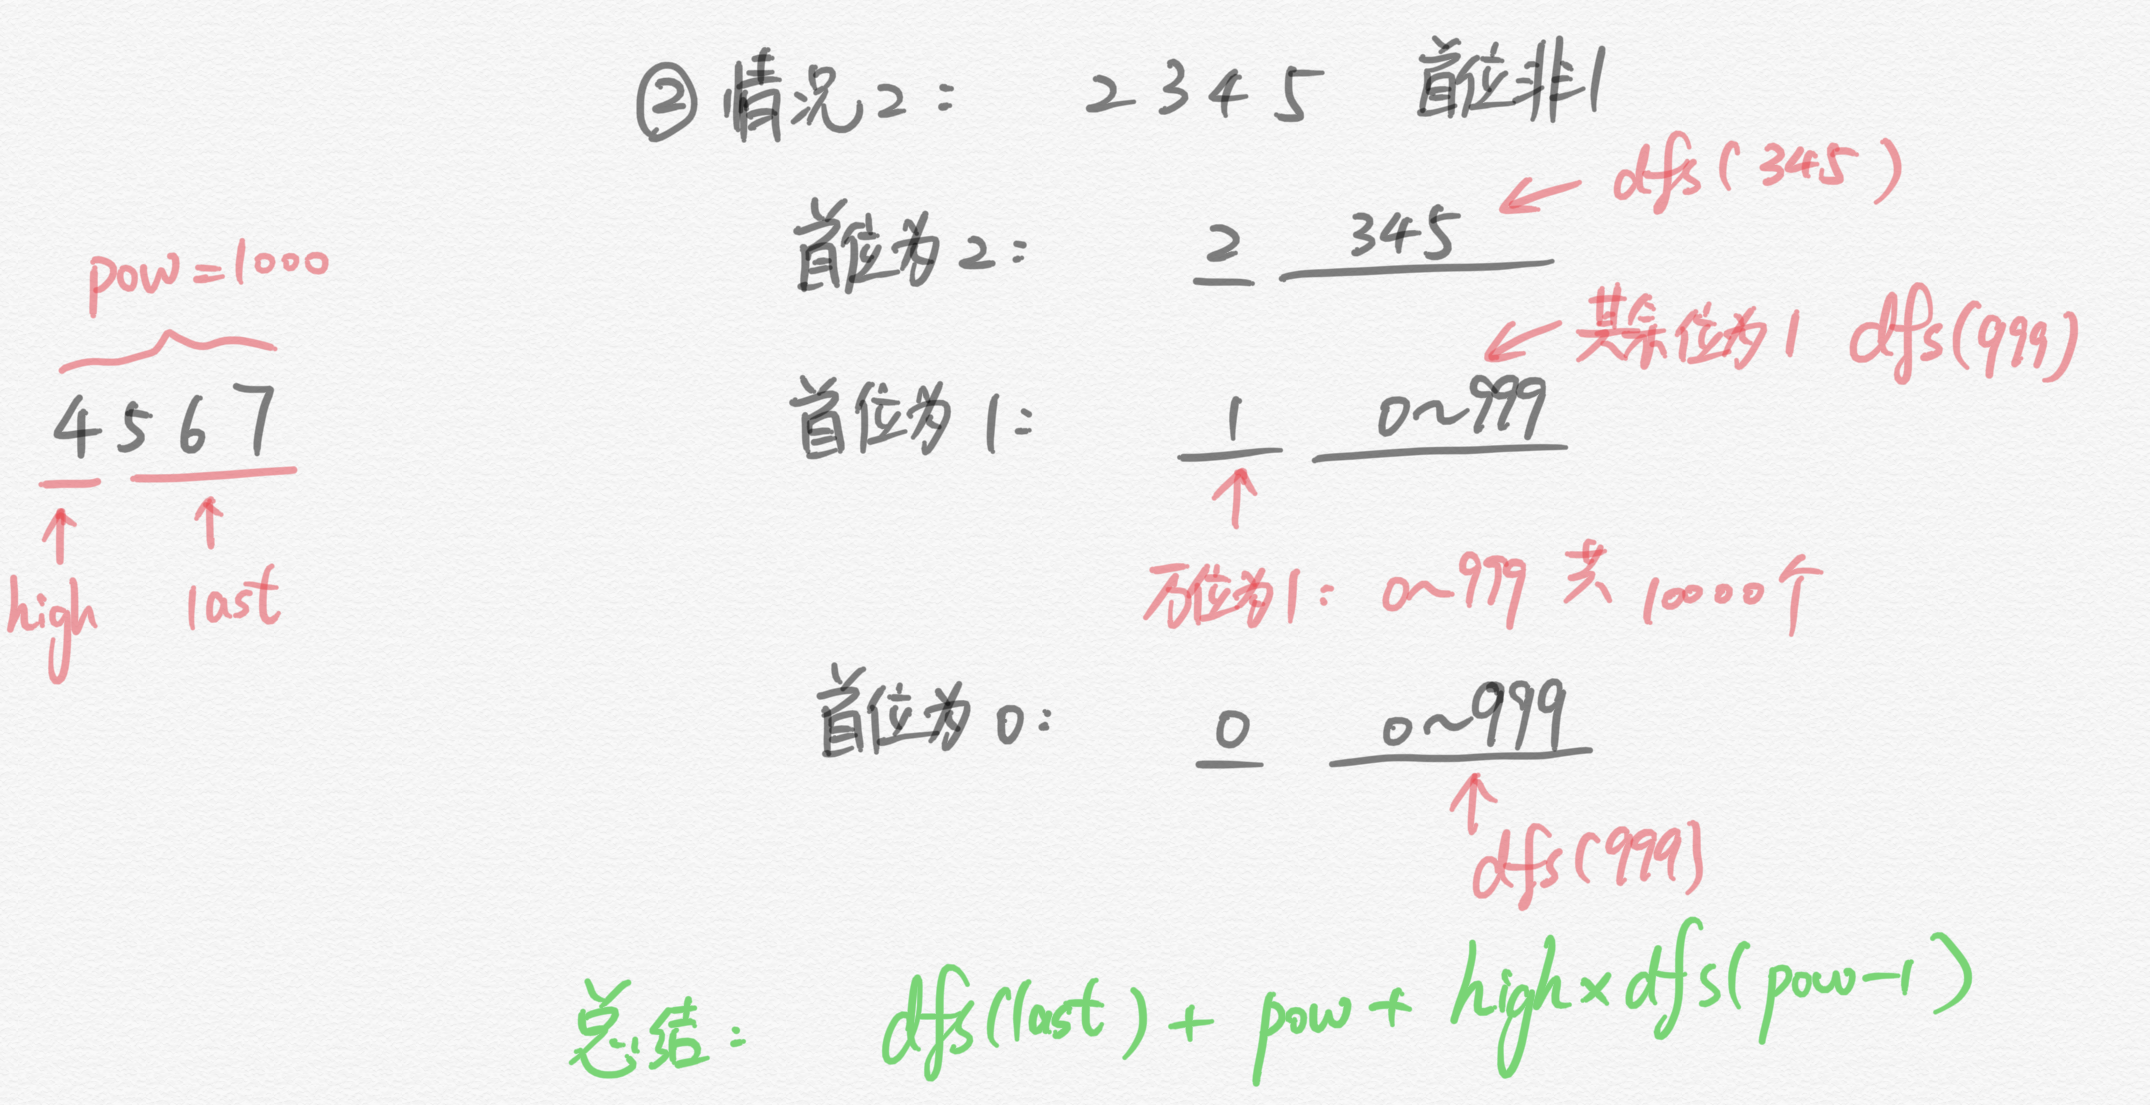 ② 情况2： 2345 首位非1
dfs(345)
首位为2： 2 345
pow=1000
其余位为1 dfs(999)
4567
首位为1： 1 0~999
high last
万位为1： 0~999 共 10000个
首位为0： 0 0~999
dfs(999)
总结： dfs(last) + pow + high×dfs(pow-1)